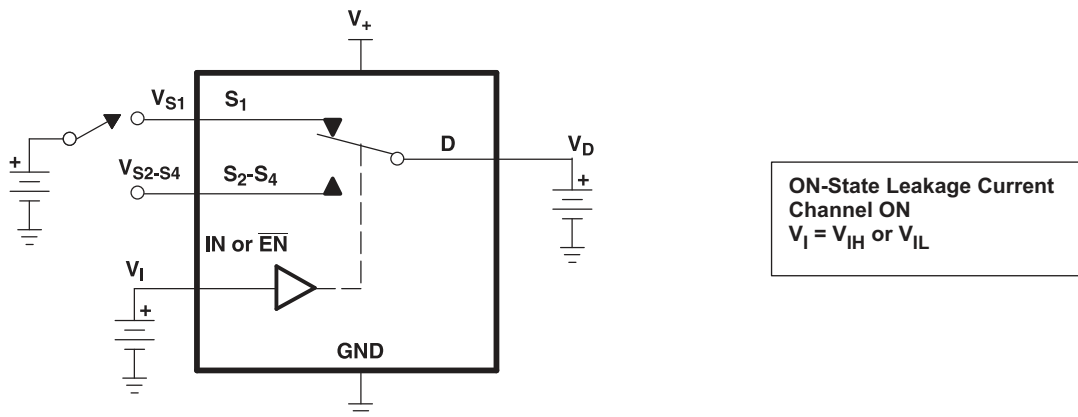 V+
VS1
S1
+
D
VD
VS2-S4
S2-S4
+
IN or EN
VI
+
GND
ON-State Leakage Current
Channel ON
VI = VIH or VIL